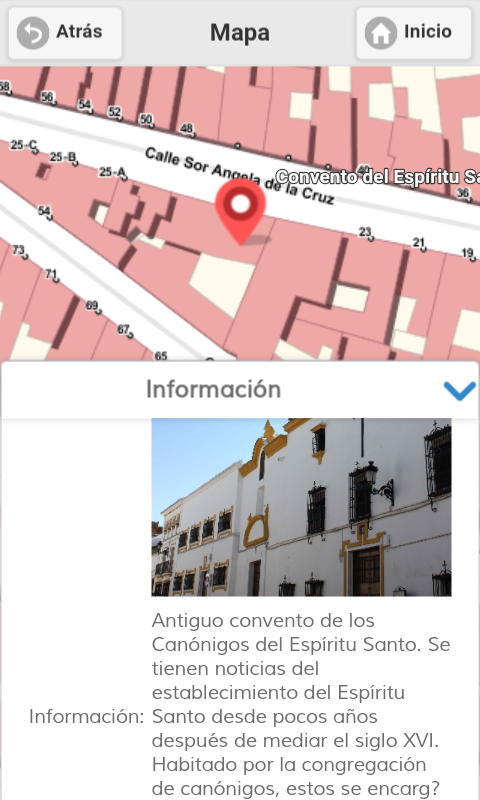 Atrás
Mapa
Inicio
58
56
54
52
50
48
25-C
25-B
25-A
Calle Sor Angela de la Cruz
40
Convento del Espíritu Sa
36
54
23
21
19
73
71
69
67
65
Información
Antiguo convento de los
Canónigos del Espíritu Santo. Se
tienen noticias del
establecimiento del Espíritu
Información: Santo desde pocos años
después de mediar el siglo XVI.
Habitado por la congregación
de canónigos, estos se encarg?